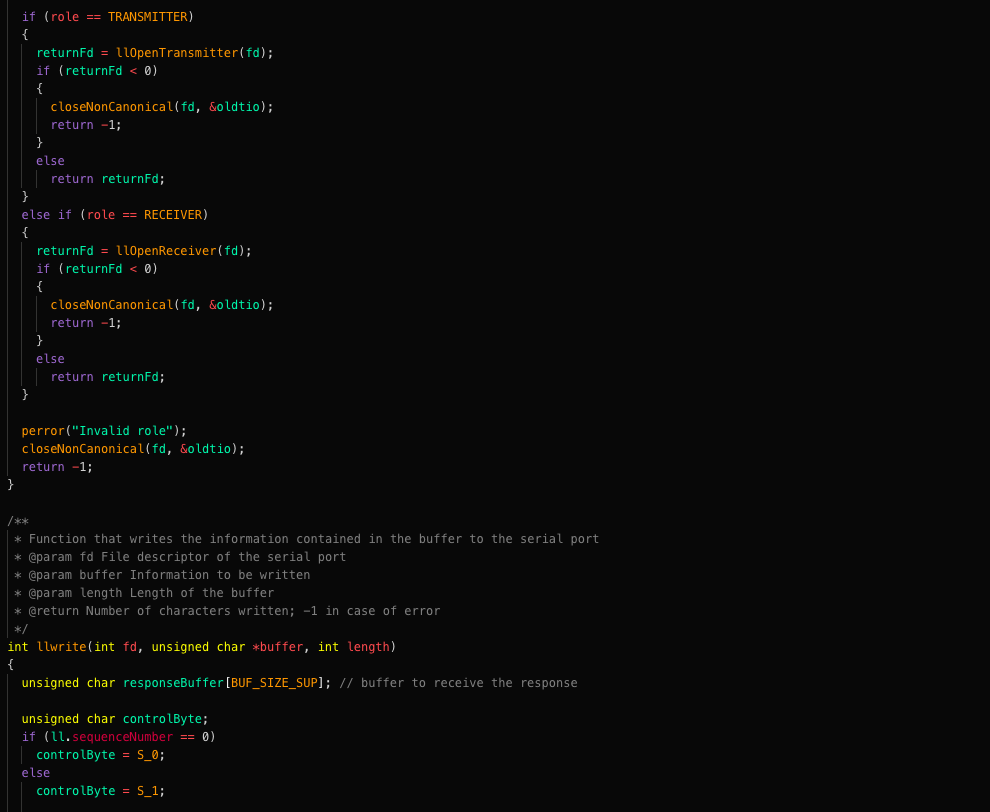 if (role == TRANSMITTER)
{
returnFd = llOpenTransmitter(fd);
if (returnFd < 0)
{
closeNonCanonical(fd, &oldtio);
return -1;
}
else
return returnFd;
}
else if (role == RECEIVER)
{
returnFd = llOpenReceiver(fd);
if (returnFd < 0)
{
closeNonCanonical(fd, &oldtio);
return -1;
}
else
return returnFd;
}
perror("Invalid role");
closeNonCanonical(fd, &oldtio);
return -1;
}
/**
* Function that writes the information contained in the buffer to the serial port
* @param fd File descriptor of the serial port
* @param buffer Information to be written
* @param length Length of the buffer
* @return Number of characters written; -1 in case of error
*/
int llwrite(int fd, unsigned char *buffer, int length)
{
unsigned char responseBuffer[BUF_SIZE_SUP]; // buffer to receive the response
unsigned char controlByte;
if (ll.sequenceNumber == 0)
controlByte = S_0;
else
controlByte = S_1;